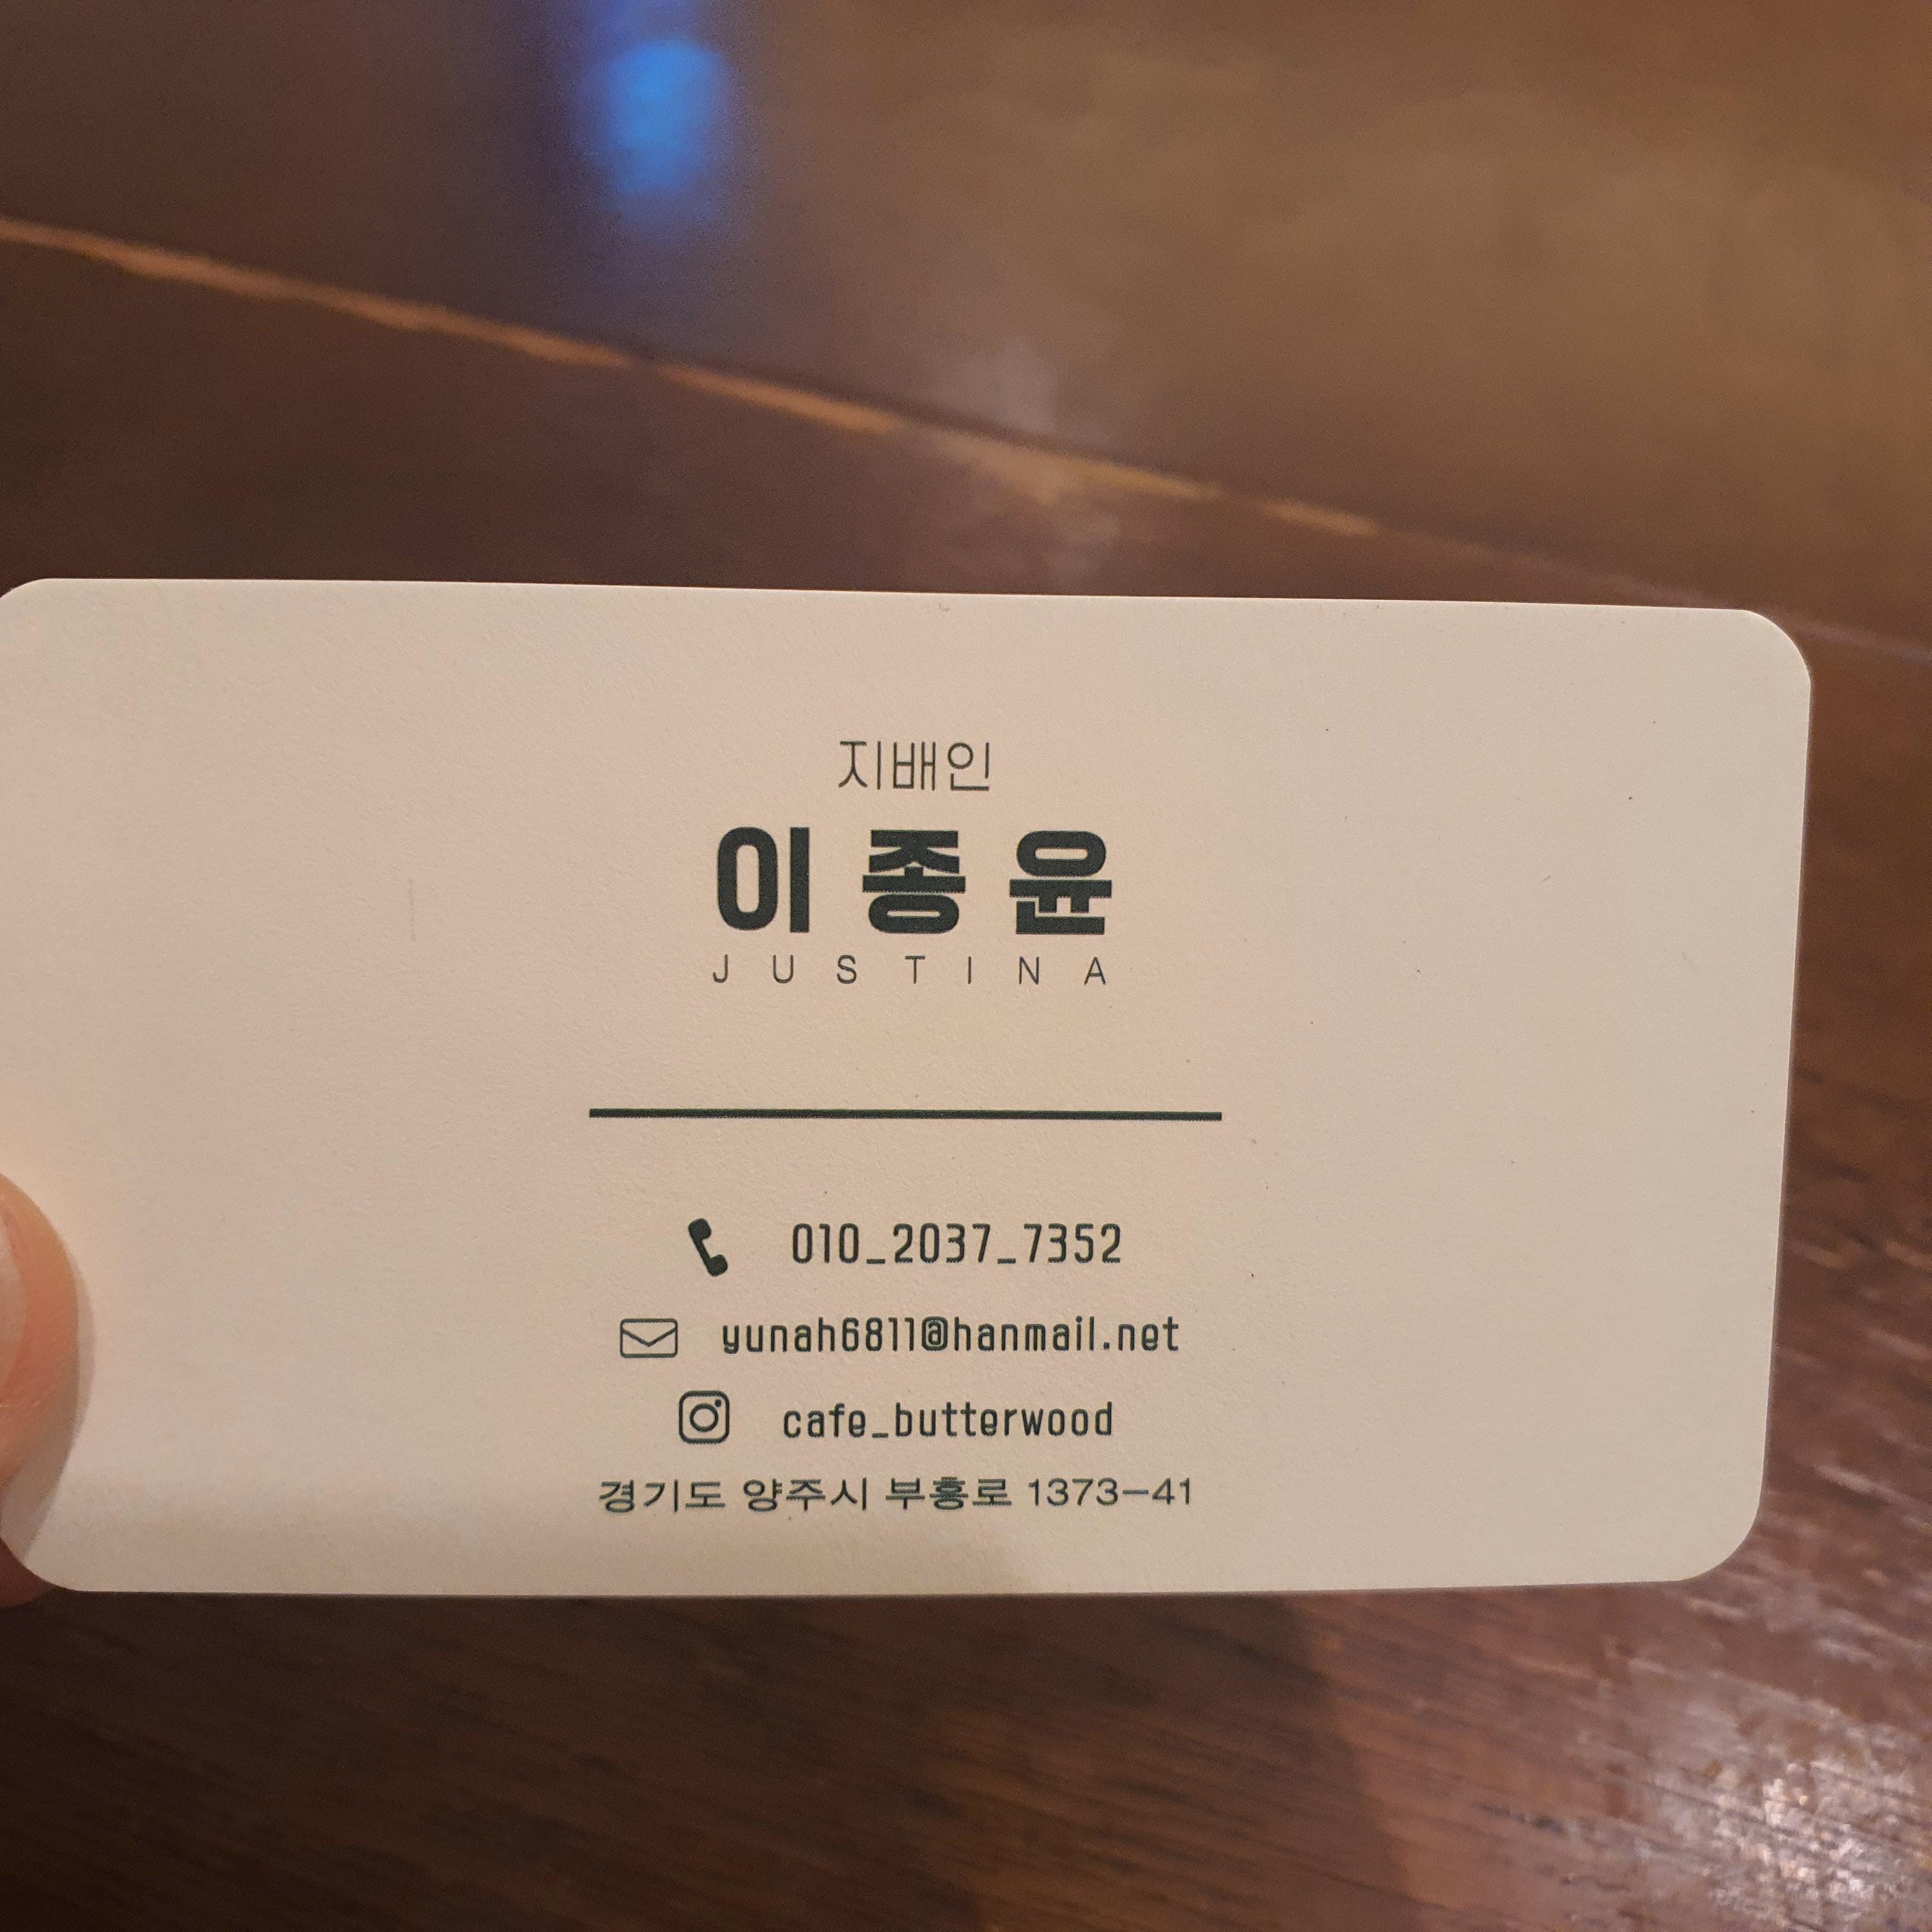 지배인
이종윤
JUSTINA
010_2037_7352
yunah6811@hanmail.net
cafe_butterwood
경기도 양주시 부흥로 1373-41